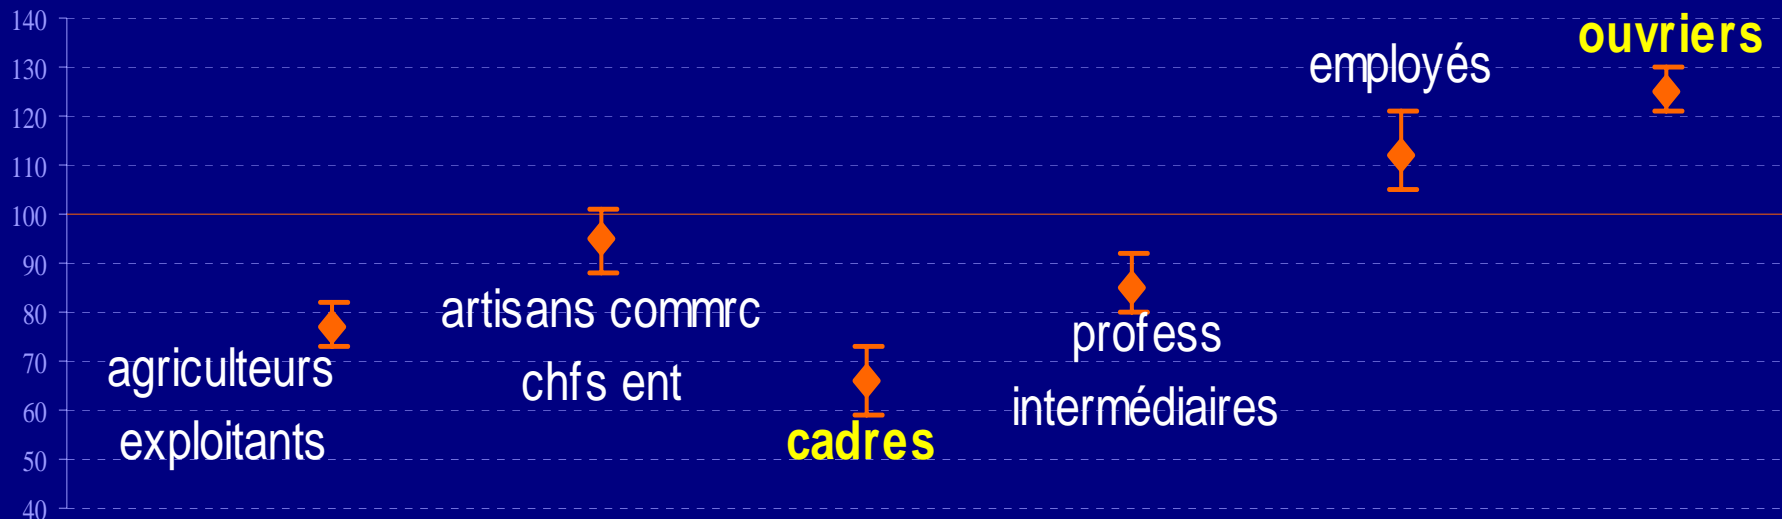 140
130
120
110
100
90
80
70
60
50
40
agriculteurs
exploitants
artisans commrc
chfs ent
cadres
profess
intermédiaires
employés
ouvriers